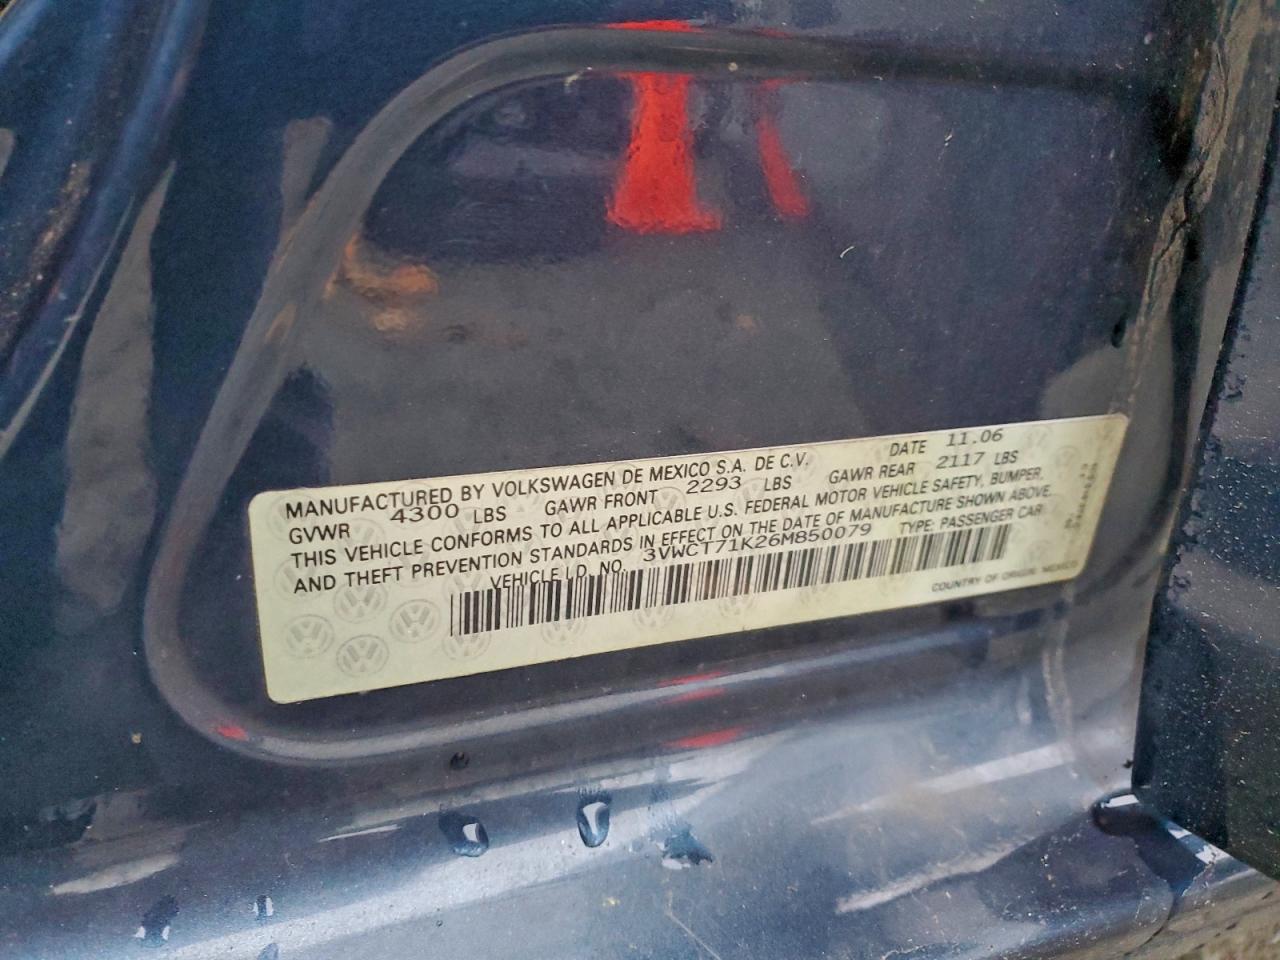 MANUFACTURED BY VOLKSWAGEN DE MEXICO S.A. DE C.V. DATE 11.06
GVWR 4300 LBS GAWR FRONT 2293 LBS GAWR REAR 2117 LBS
THIS VEHICLE CONFORMS TO ALL APPLICABLE U.S. FEDERAL MOTOR VEHICLE SAFETY, BUMPER,
AND THEFT PREVENTION STANDARDS IN EFFECT ON THE DATE OF MANUFACTURE SHOWN ABOVE.
VEHICLE I.D. NO. 3VWCT71K26M850079 TYPE: PASSENGER CAR
COUNTRY OF ORIGIN: MEXICO